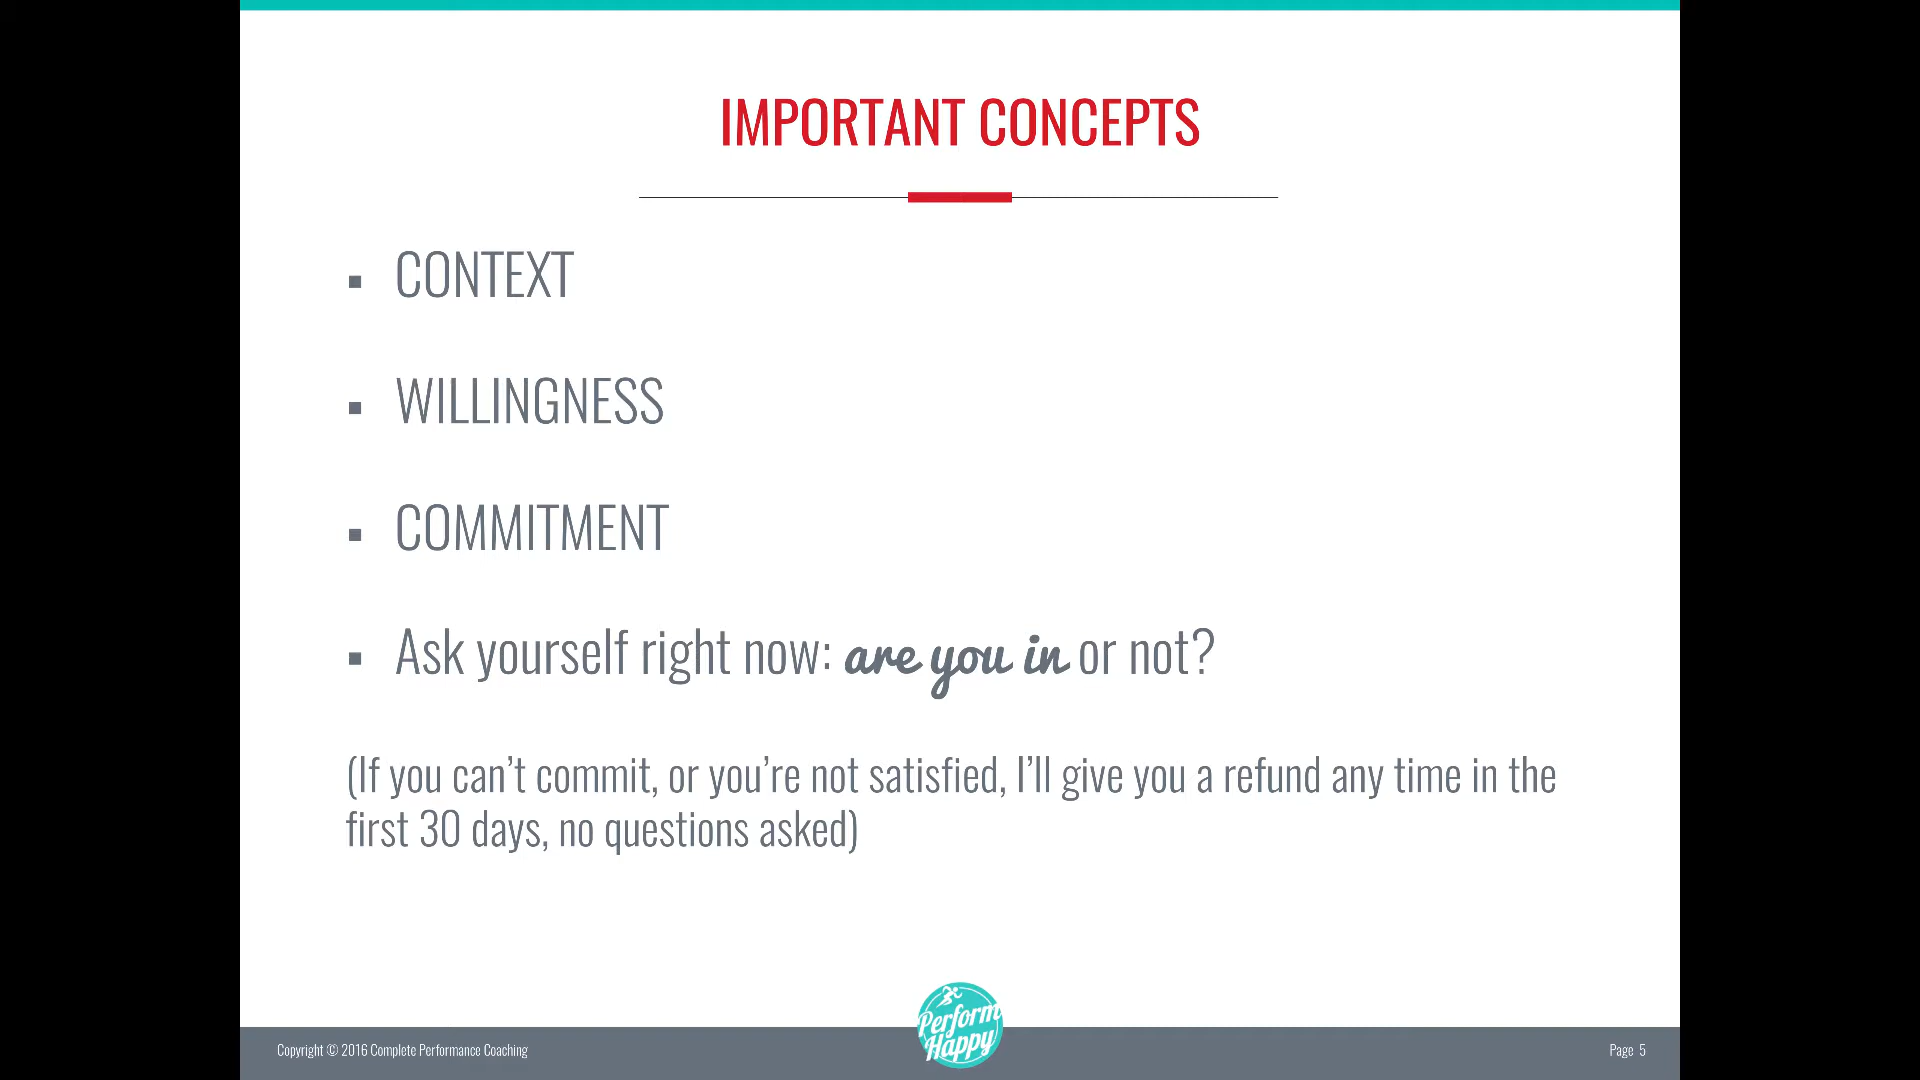 IMPORTANT CONCEPTS
▪ CONTEXT
▪ WILLINGNESS
▪ COMMITMENT
▪ Ask yourself right now: are you in or not?
(If you can’t commit, or you’re not satisfied, I’ll give you a refund any time in the
first 30 days, no questions asked)
Perform
Happy
Copyright © 2016 Complete Performance Coaching
Page 5